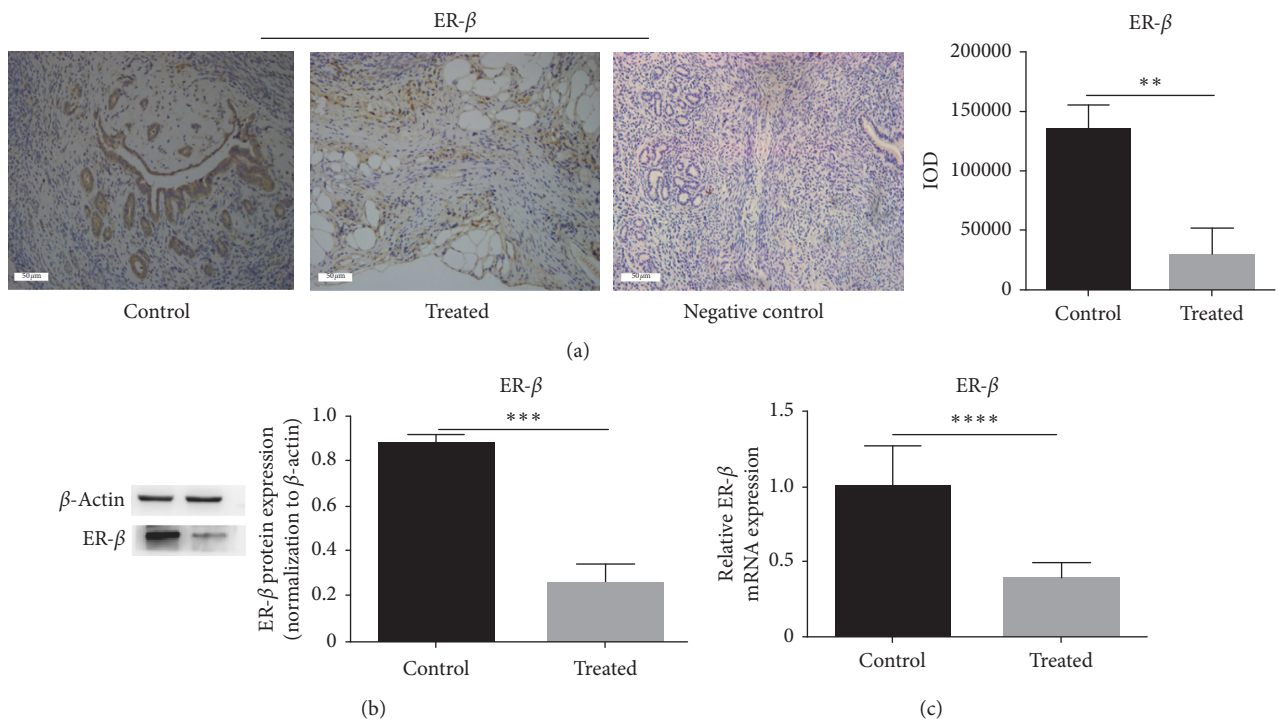 ER-β
50 μm
50 μm
50 μm
Control
Treated
Negative control
ER-β
200000
150000
100000
50000
0
IOD
**
Control
Treated
(a)
β-Actin
ER-β
ER-β
1.0
0.8
0.6
0.4
0.2
0
ER-β protein expression
(normalization to β-actin)
***
Control
Treated
(b)
ER-β
1.5
1.0
0.5
0
Relative ER-β
mRNA expression
****
Control
Treated
(c)